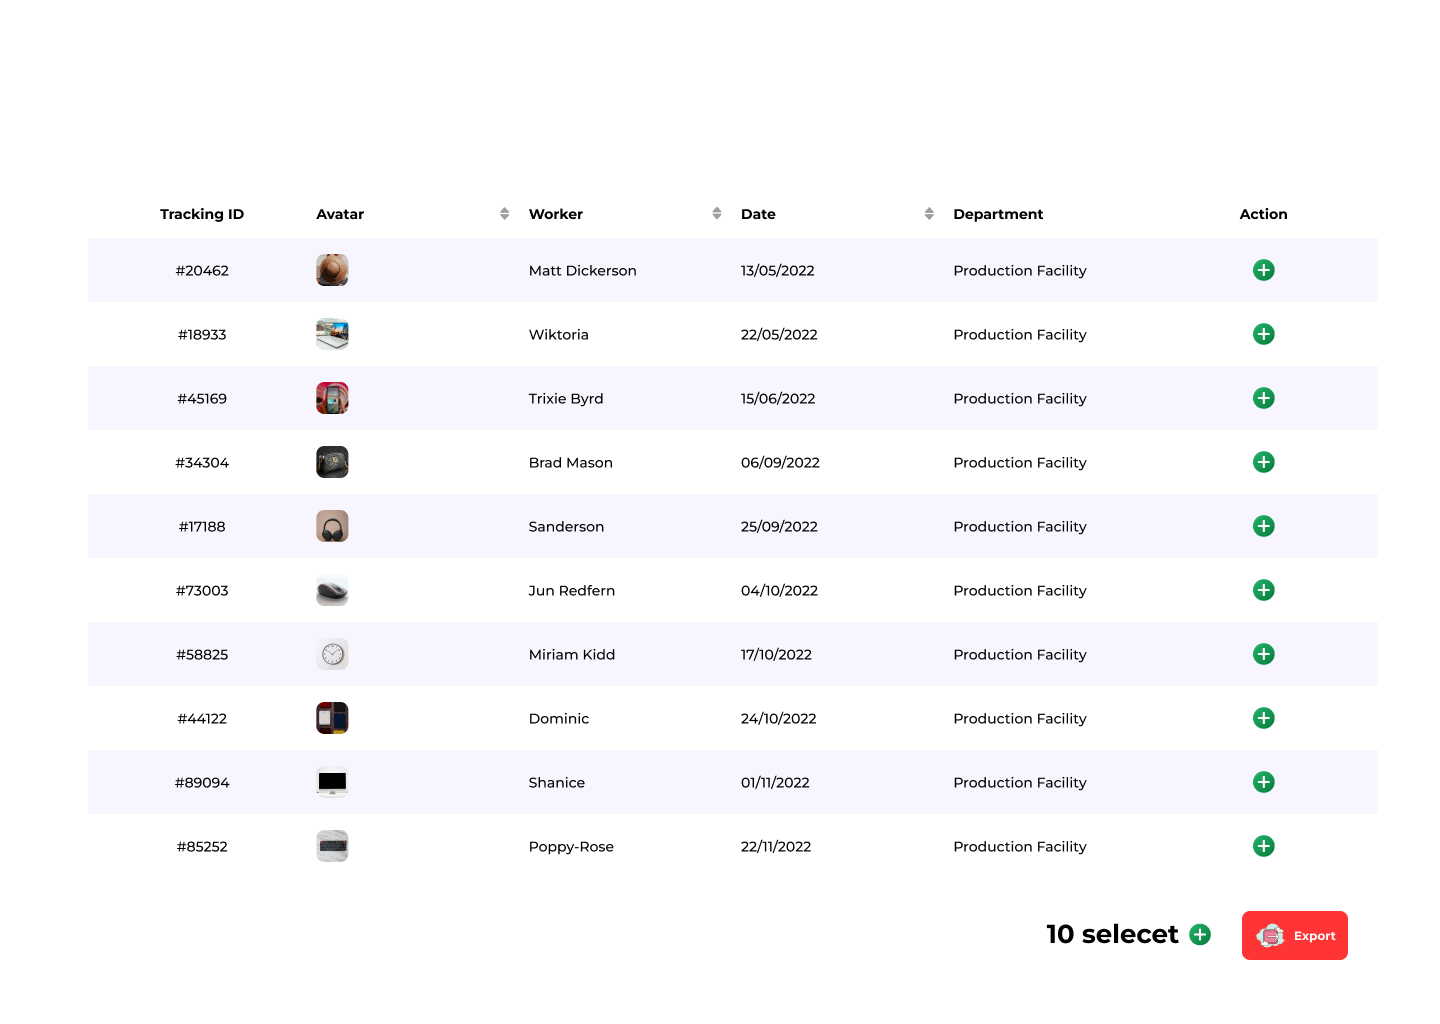 Tracking ID Avatar Worker Date Department Action
#20462 Matt Dickerson 13/05/2022 Production Facility
#18933 Wiktoria 22/05/2022 Production Facility
#45169 Trixie Byrd 15/06/2022 Production Facility
#34304 Brad Mason 06/09/2022 Production Facility
#17188 Sanderson 25/09/2022 Production Facility
#73003 Jun Redfern 04/10/2022 Production Facility
#58825 Miriam Kidd 17/10/2022 Production Facility
#44122 Dominic 24/10/2022 Production Facility
#89094 Shanice 01/11/2022 Production Facility
#85252 Poppy-Rose 22/11/2022 Production Facility
10 selecet Export